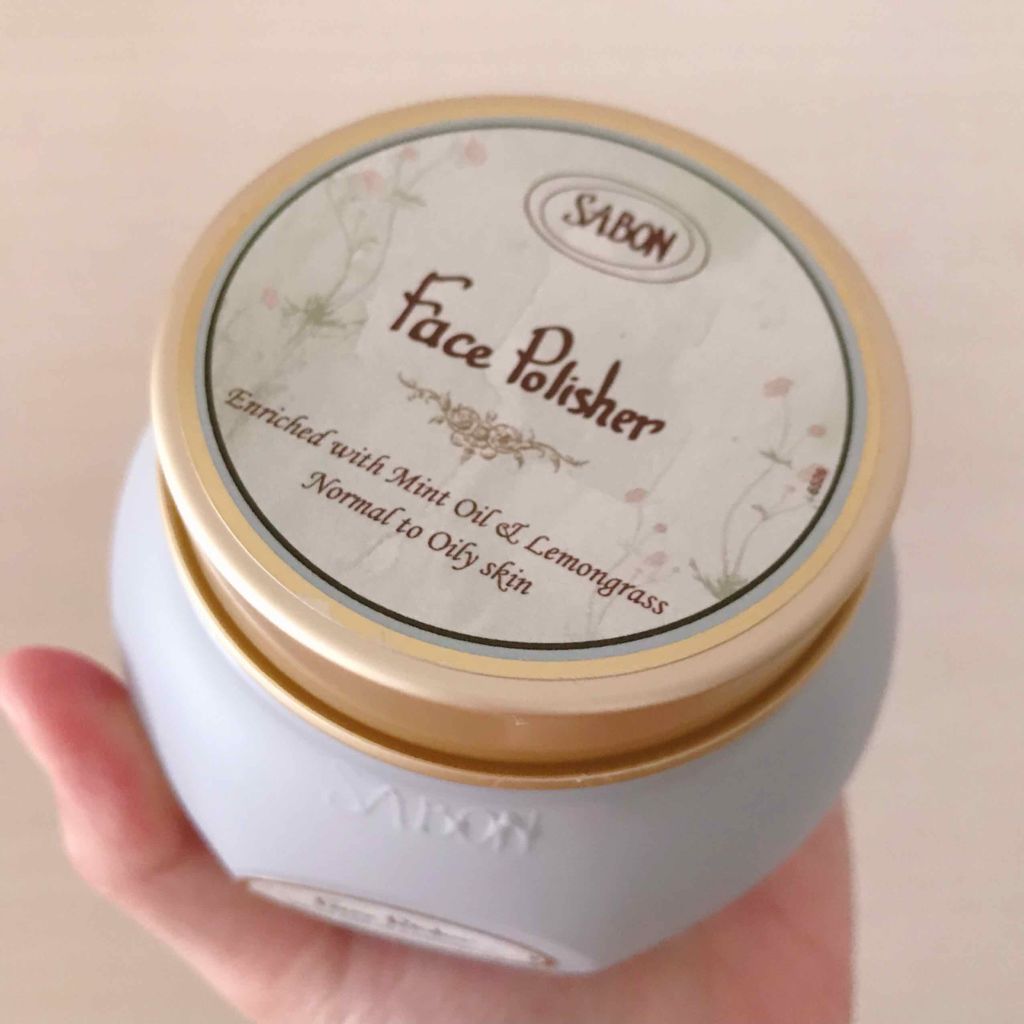 SABON
Face Polisher
Enriched with Mint Oil & Lemongrass
Normal to Oily skin
SABON